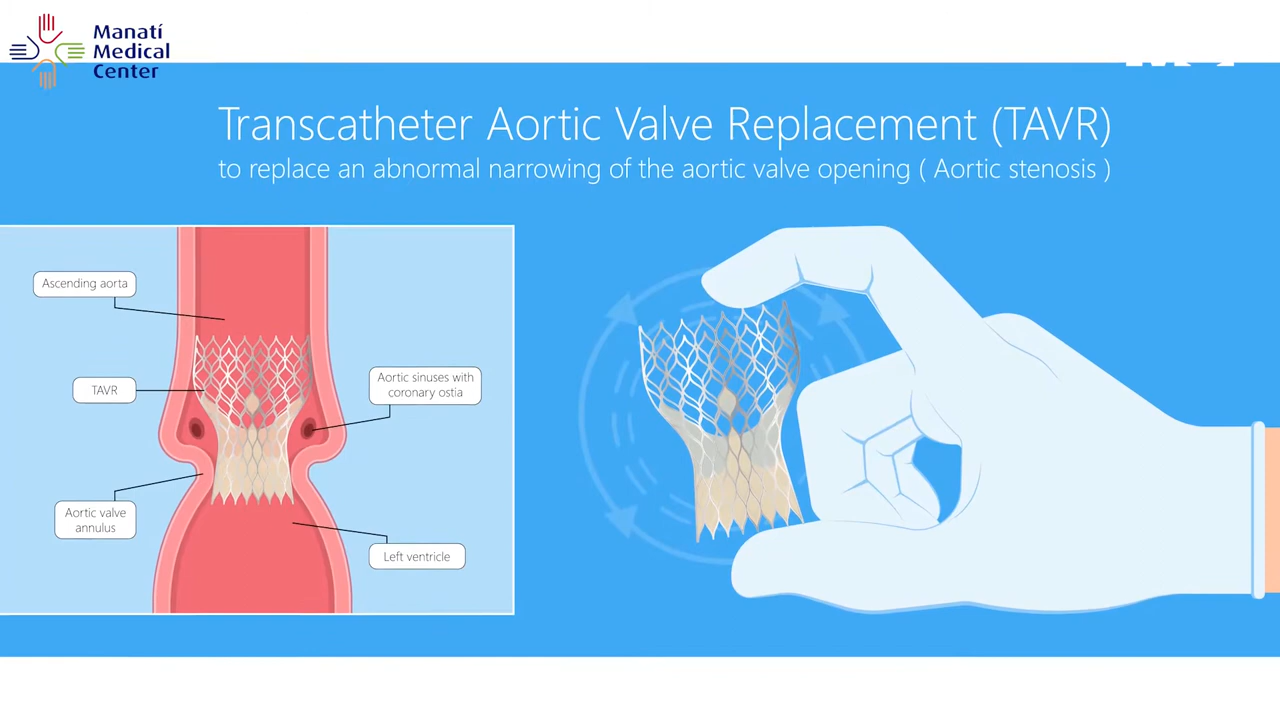 Manatí
Medical
Center
Transcatheter Aortic Valve Replacement (TAVR)
to replace an abnormal narrowing of the aortic valve opening ( Aortic stenosis )
Ascending aorta
TAVR
Aortic sinuses with
coronary ostia
Aortic valve
annulus
Left ventricle